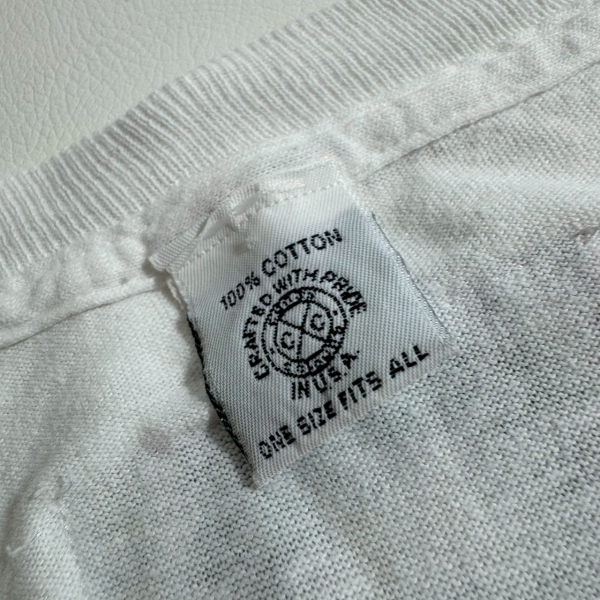 100% COTTON
CRAFTED WITH PRIDE
C C
IN U.S.A.
ONE SIZE FITS ALL